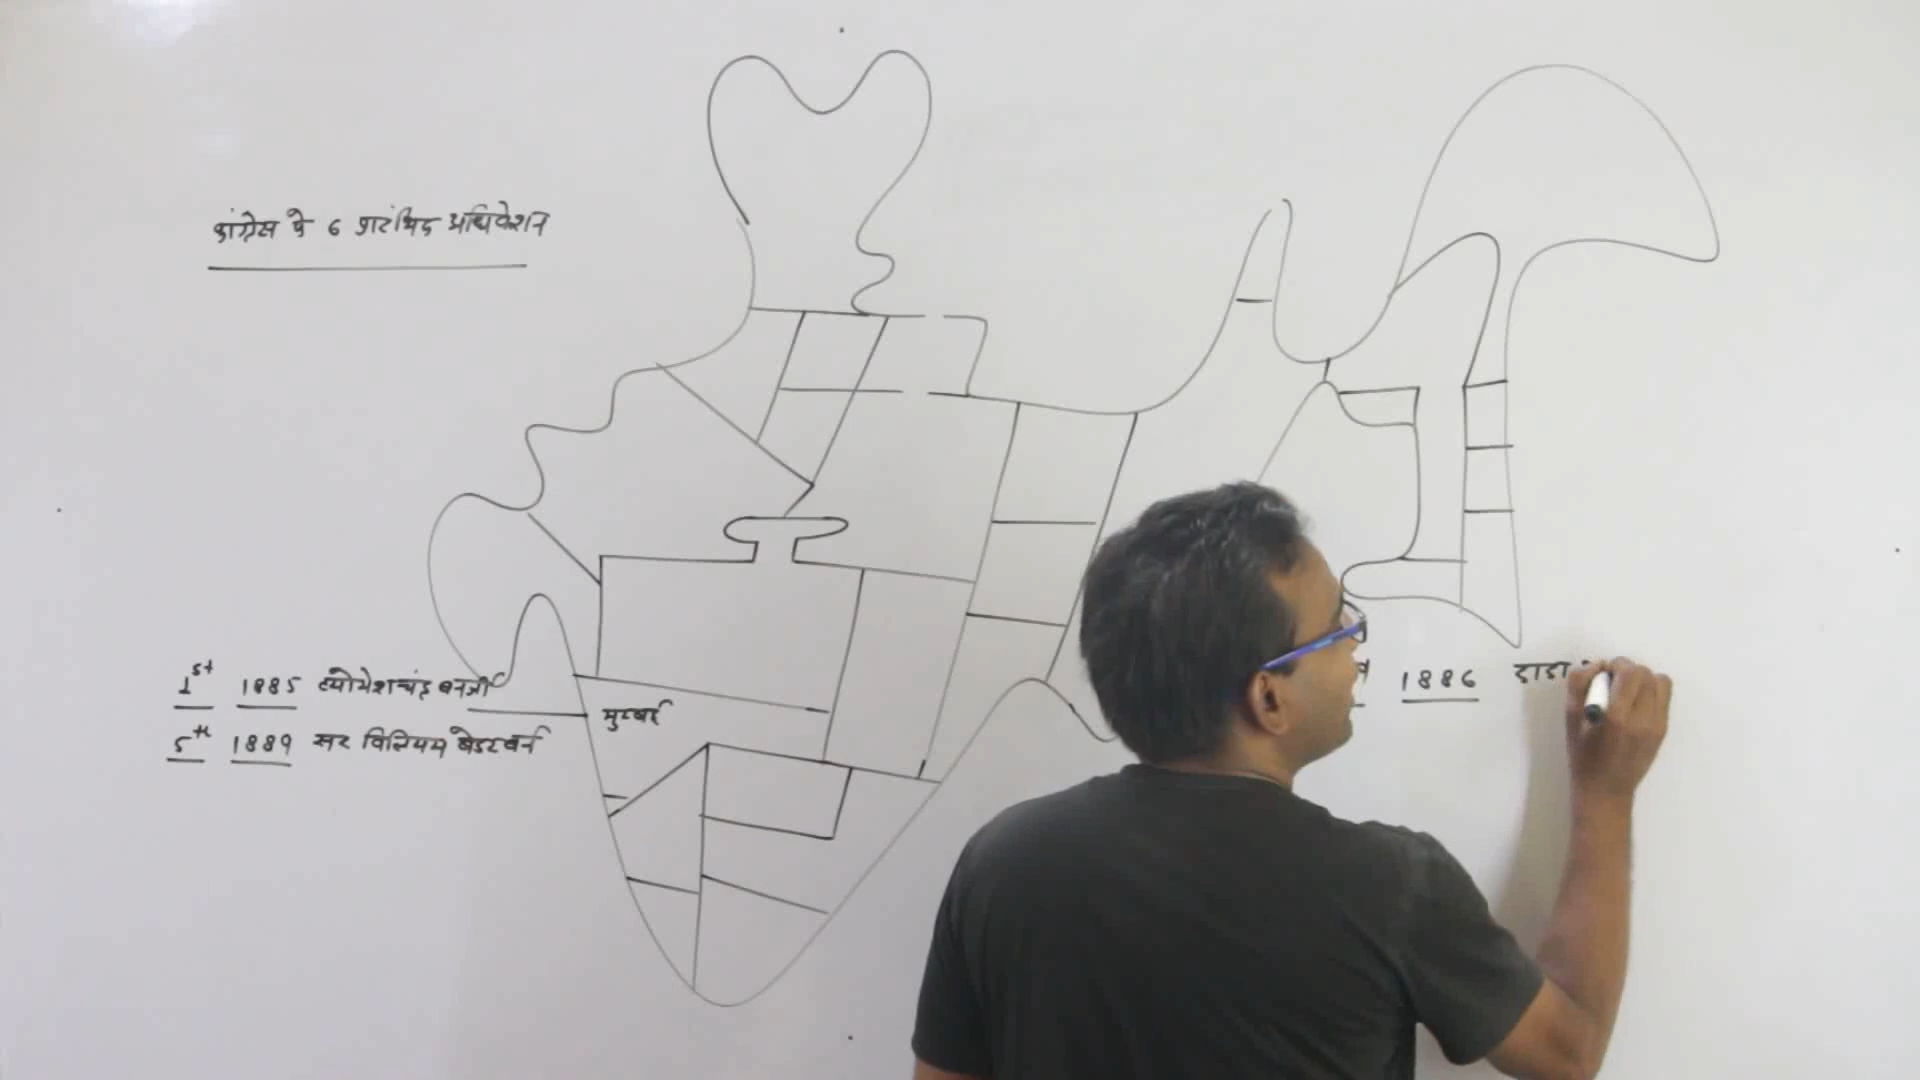 कांग्रेस के 6 प्रारंभिक अधिवेशन
1st 1885 व्योमेशचंद्र बनर्जी
मुम्बई
5th 1889 सर विलियम वेडरबर्न
1886 दादा